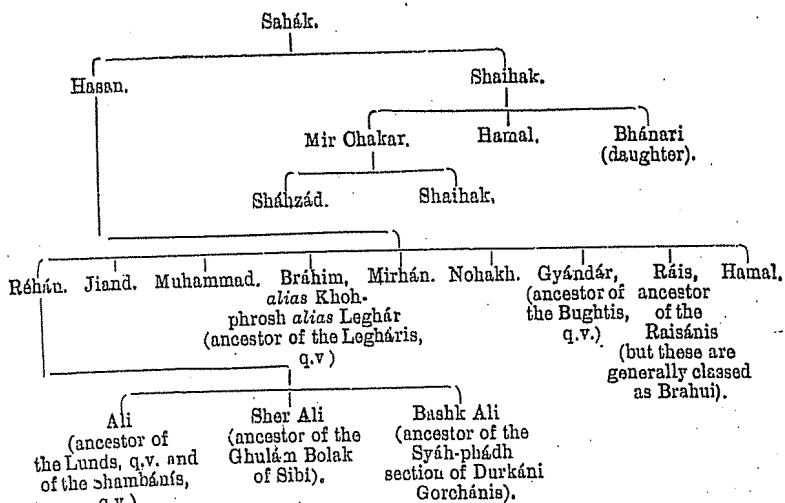 Sahák.
Hasan.
Shaihak.
Mir Chakar.
Hamal.
Bhánari
(daughter).
Sháhzád.
Shaihak.
Réhán.
Jiand.
Muhammad.
Bráhim,
alias Khoh-
phrosh alias Leghár
(ancestor of the Legháris,
q.v )
Mirhán.
Nohakh.
Gyándár,
(ancestor of
the Bughtis,
q.v.)
Ráis,
ancestor
of the
Raisánis
(but these are
generally classed
as Brahui).
Hamal.
Ali
(ancestor of
the Lunds, q.v. and
of the Shambánís,
q.v.)
Sher Ali
(ancestor of the
Ghulám Bolak
of Sibi).
Bashk Ali
(ancestor of the
Syáh-phádh
section of Durkáni
Gorchánis).